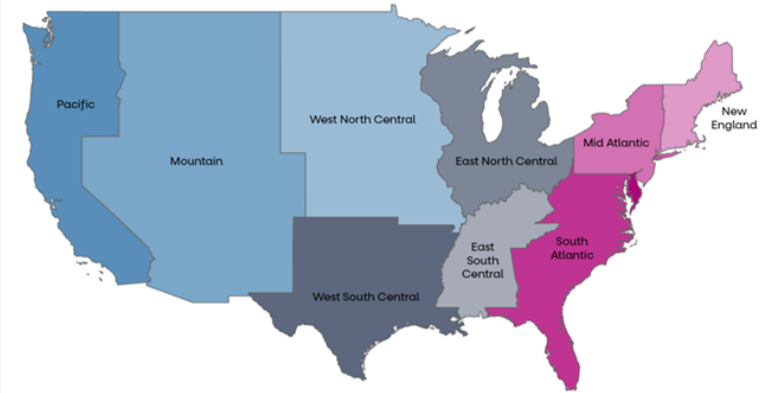 Pacific
Mountain
West North Central
East North Central
Mid Atlantic
New
England
East
South
Central
South
Atlantic
West South Central